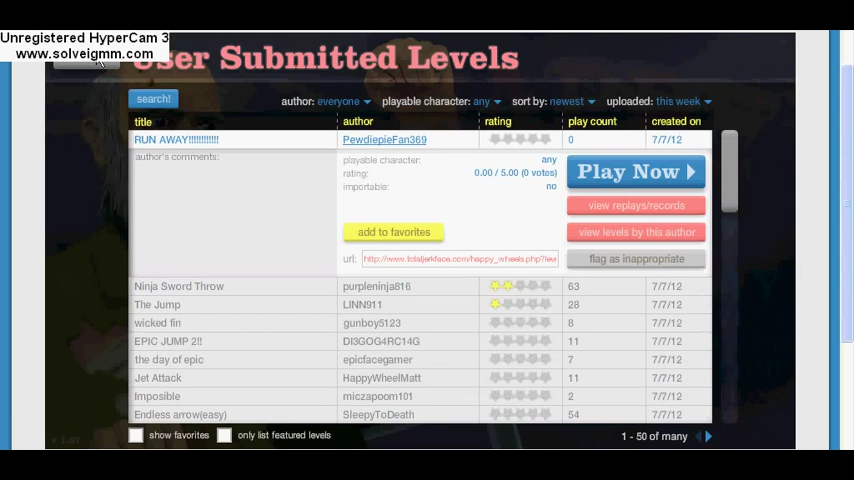 Unregistered HyperCam 3
www.solveigmm.com
User Submitted Levels
search!
author: everyone playable character: any sort by: newest uploaded: this week
title author rating play count created on
RUN AWAY!!!!!!!!!!!! PewdiepieFan369 0 7/7/12
author's comments:
playable character: any
rating: 0.00 / 5.00 (0 votes)
importable: no
Play Now
view replays/records
add to favorites
view levels by this author
url: http://www.totaljerkface.com/happy_wheels.php?lev
flag as inappropriate
Ninja Sword Throw purpleninja816 63 7/7/12
The Jump LINN911 28 7/7/12
wicked fin gunboy5123 8 7/7/12
EPIC JUMP 2!! DI3GOG4RC14G 11 7/7/12
the day of epic epicfacegamer 7 7/7/12
Jet Attack HappyWheelMatt 11 7/7/12
Imposible miczapoom101 2 7/7/12
Endless arrow(easy) SleepyToDeath 54 7/7/12
show favorites only list featured levels 1 - 50 of many